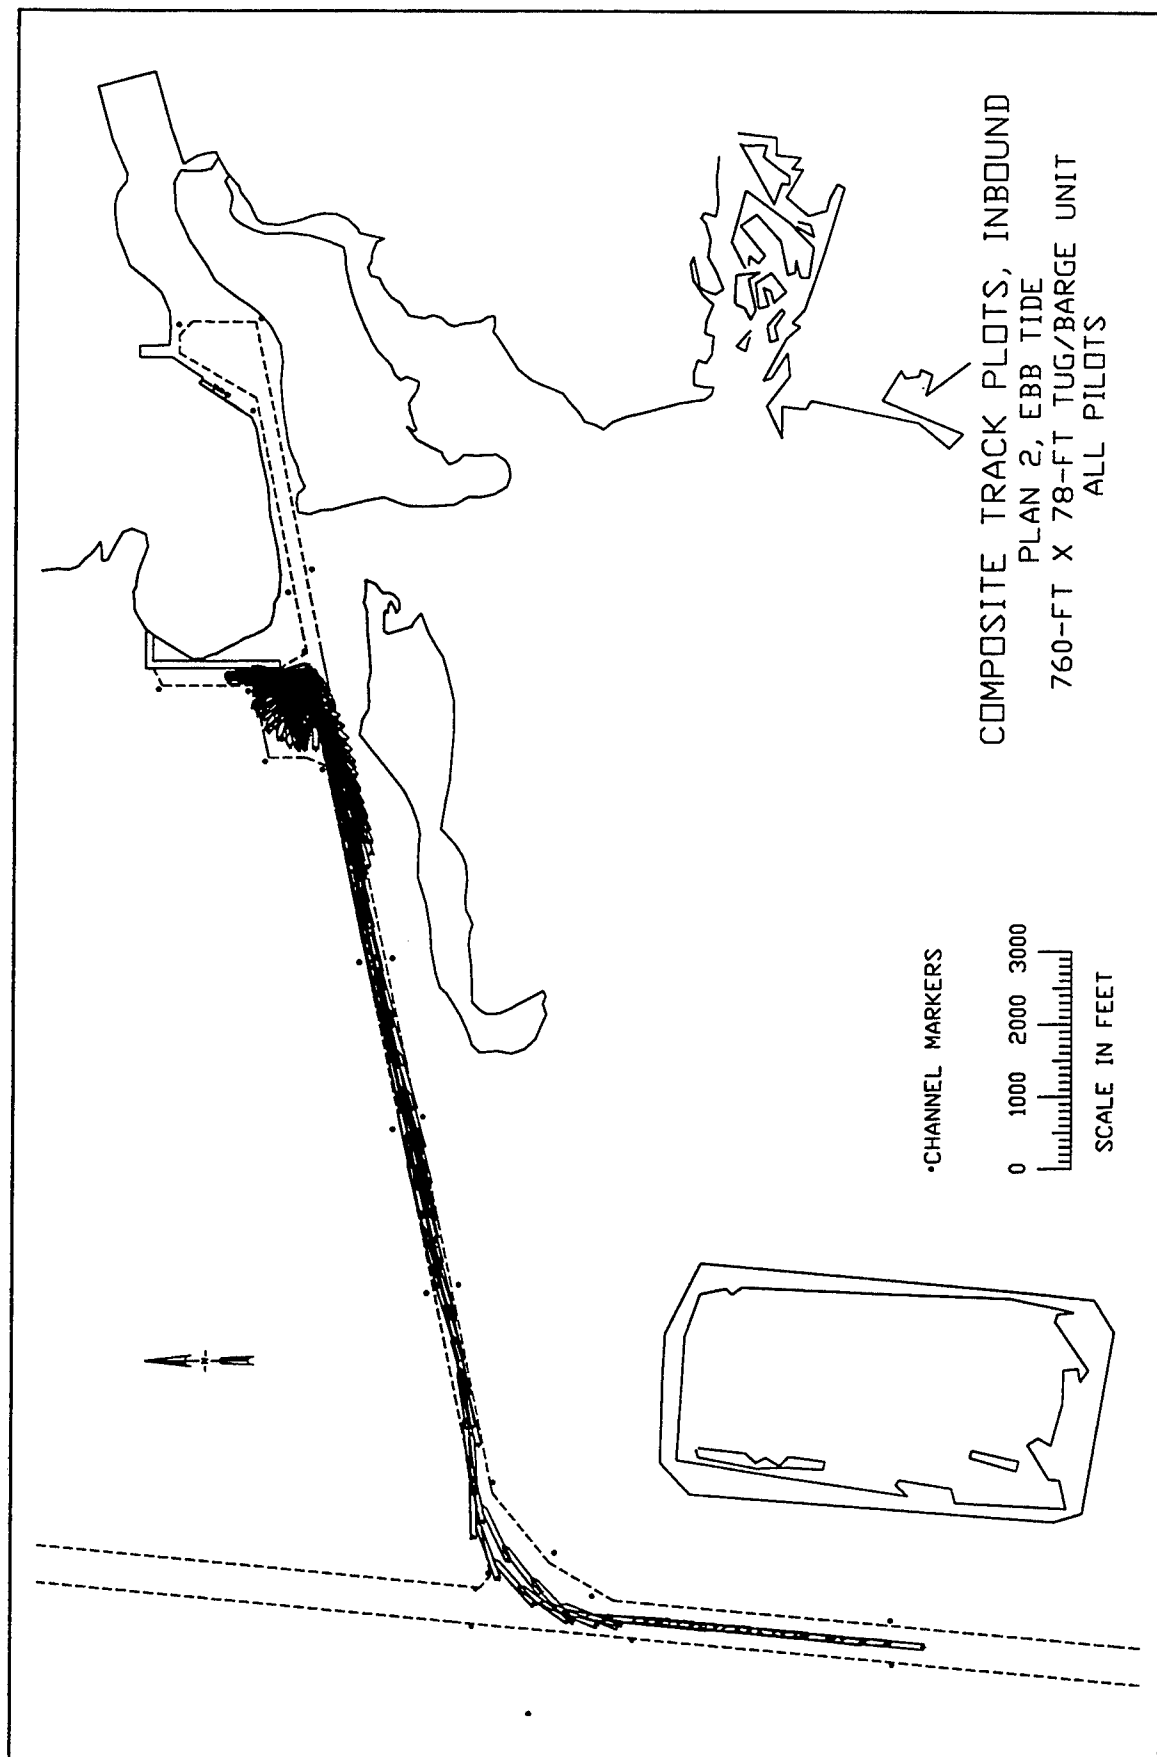 COMPOSITE TRACK PLOTS, INBOUND
PLAN 2, EBB TIDE
760-FT X 78-FT TUG/BARGE UNIT
ALL PILOTS
•CHANNEL MARKERS
0 1000 2000 3000
SCALE IN FEET
N